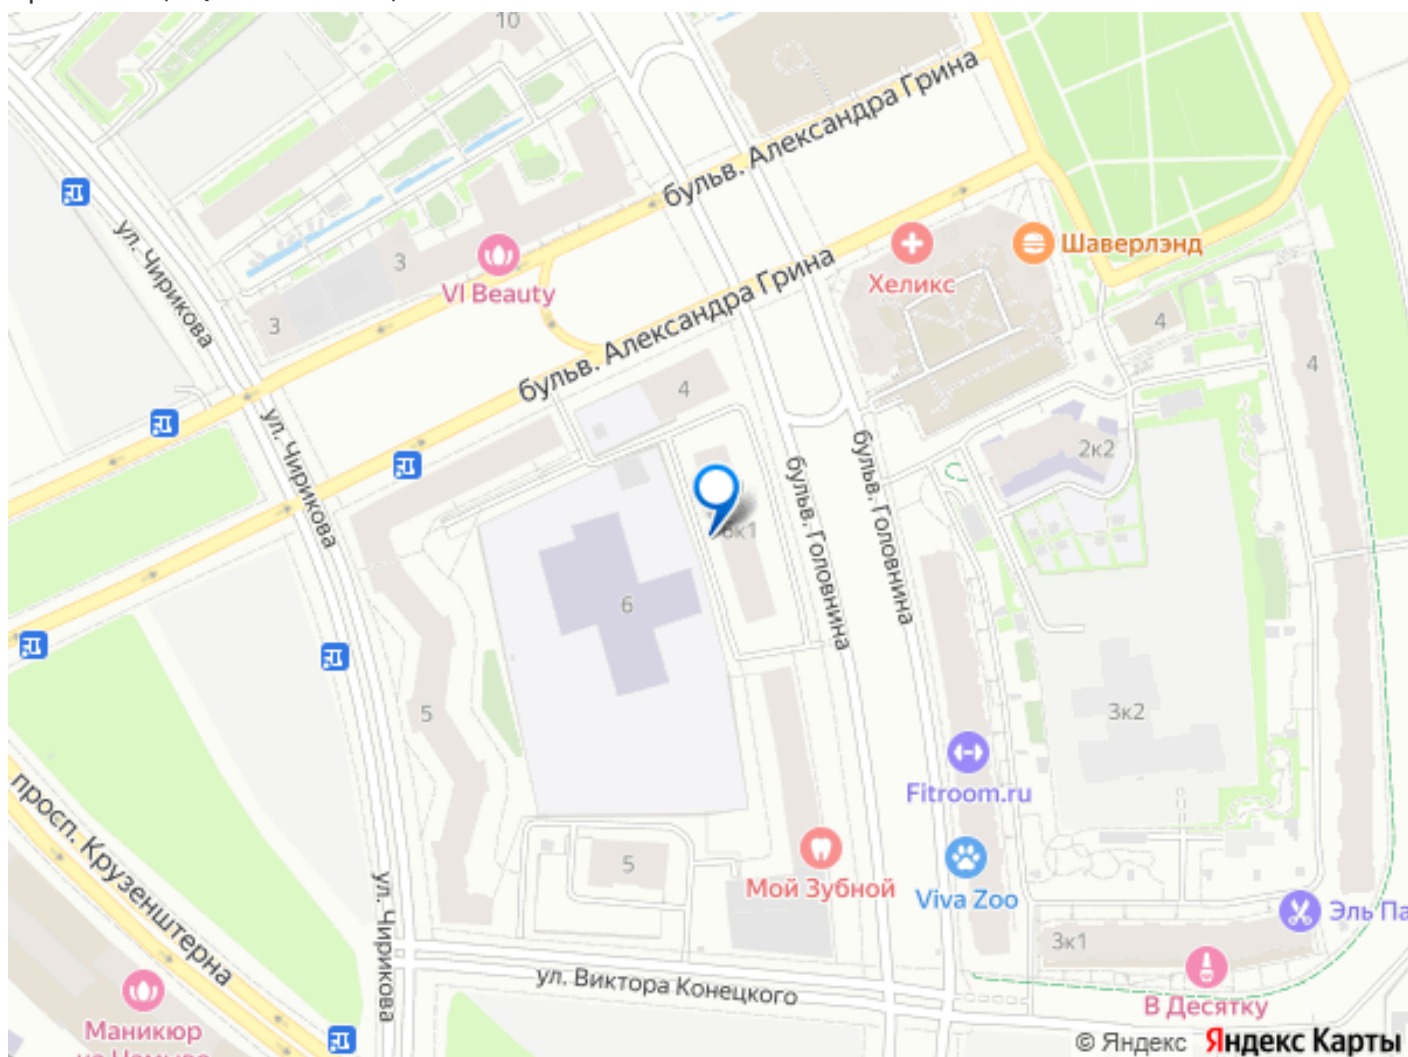 10
бульв. Александра Грина
ул. Чирикова
Хеликс
Шаверлэнд
3
VI Beauty
бульв. Александра Грина
3
4
4
4
ул. Чирикова
бульв. Головнина
бульв. Головнина
2к2
6
5
3к2
просп. Крузенштерна
Fitroom.ru
5
Мой Зубной
Viva Zoo
Эль
3к1
ул. Чирикова
ул. Виктора Конецкого
В Десятку
Маникюр
© Яндекс Яндекс Карты